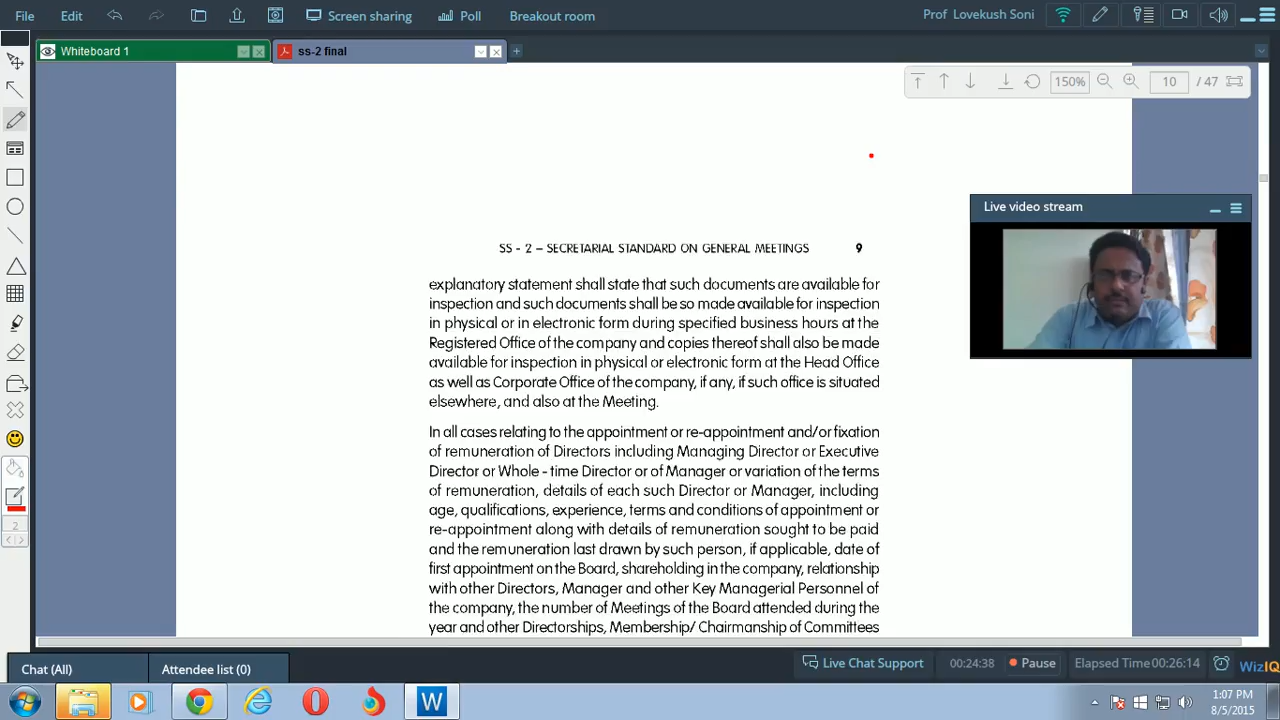 File Edit Screen sharing Poll Breakout room Prof Lovekush Soni
Whiteboard 1 ss-2 final
150% 10 / 47
Live video stream
SS - 2 – SECRETARIAL STANDARD ON GENERAL MEETINGS 9
explanatory statement shall state that such documents are available for
inspection and such documents shall be so made available for inspection
in physical or in electronic form during specified business hours at the
Registered Office of the company and copies thereof shall also be made
available for inspection in physical or electronic form at the Head Office
as well as Corporate Office of the company, if any, if such office is situated
elsewhere, and also at the Meeting.
In all cases relating to the appointment or re-appointment and/or fixation
of remuneration of Directors including Managing Director or Executive
Director or Whole - time Director or of Manager or variation of the terms
of remuneration, details of each such Director or Manager, including
age, qualifications, experience, terms and conditions of appointment or
re-appointment along with details of remuneration sought to be paid
and the remuneration last drawn by such person, if applicable, date of
first appointment on the Board, shareholding in the company, relationship
with other Directors, Manager and other Key Managerial Personnel of
the company, the number of Meetings of the Board attended during the
year and other Directorships, Membership/ Chairmanship of Committees
2
Chat (All) Attendee list (0) Live Chat Support 00:24:38 Pause Elapsed Time 00:26:14 WizIQ
1:07 PM
8/5/2015